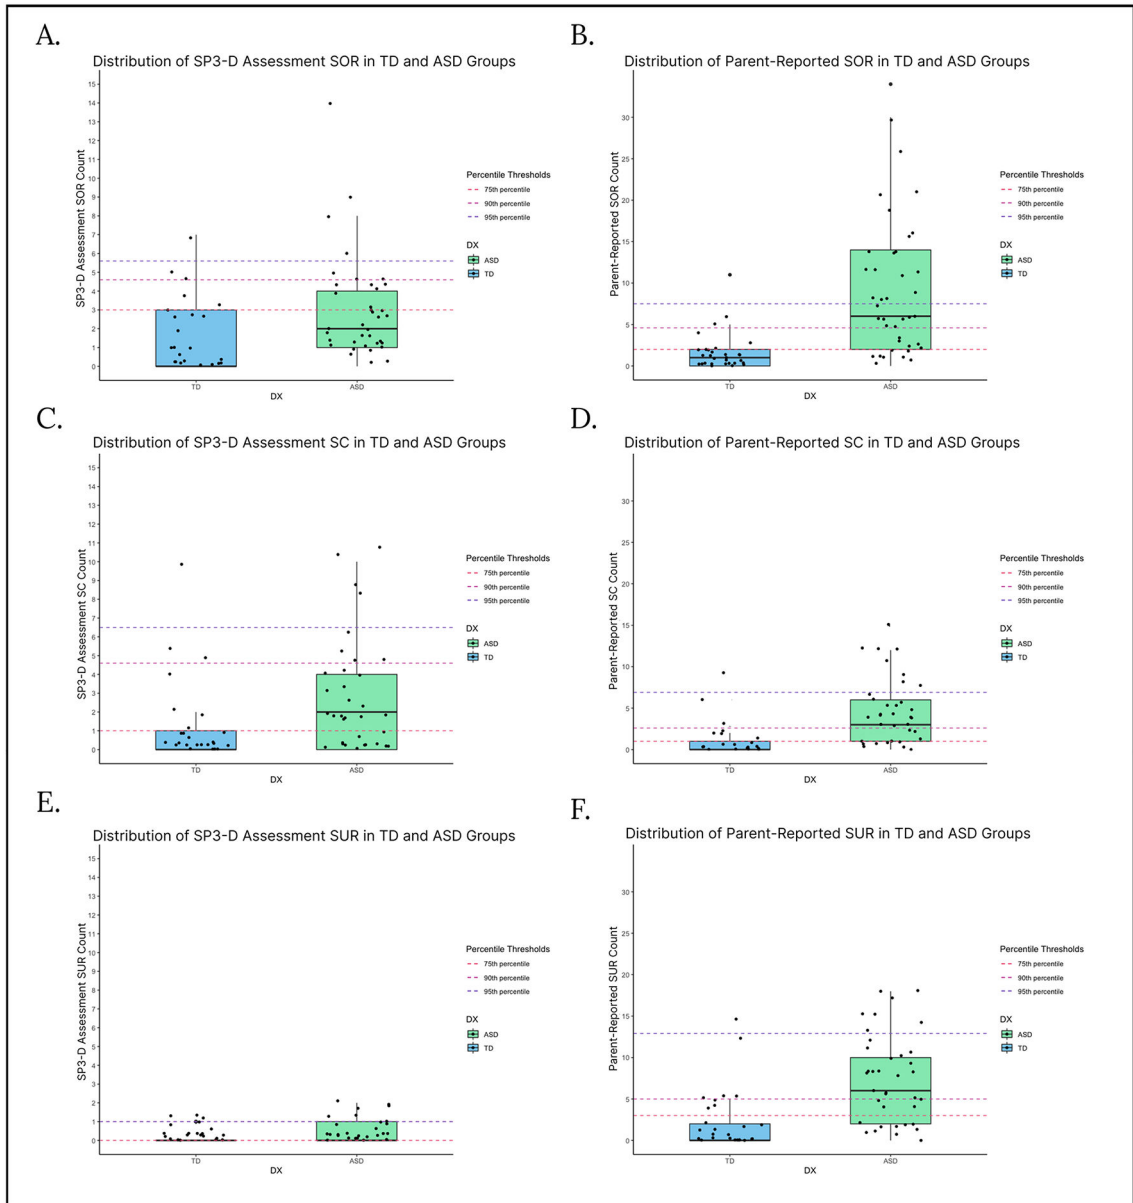 A.
Distribution of SP3-D Assessment SOR in TD and ASD Groups
SP3-D Assessment SOR Count
15
14
13
12
11
10
9
8
7
6
5
4
3
2
1
0
TD
ASD
DX
Percentile Thresholds
75th percentile
90th percentile
95th percentile
DX
ASD
TD
B.
Distribution of Parent-Reported SOR in TD and ASD Groups
Parent-Reported SOR Count
30
25
20
15
10
5
0
TD
ASD
DX
Percentile Thresholds
75th percentile
90th percentile
95th percentile
DX
ASD
TD
C.
Distribution of SP3-D Assessment SC in TD and ASD Groups
SP3-D Assessment SC Count
15
14
13
12
11
10
9
8
7
6
5
4
3
2
1
0
TD
ASD
DX
Percentile Thresholds
75th percentile
90th percentile
95th percentile
DX
ASD
TD
D.
Distribution of Parent-Reported SC in TD and ASD Groups
Parent-Reported SC Count
30
25
20
15
10
5
0
TD
ASD
DX
Percentile Thresholds
75th percentile
90th percentile
95th percentile
DX
ASD
TD
E.
Distribution of SP3-D Assessment SUR in TD and ASD Groups
SP3-D Assessment SUR Count
15
14
13
12
11
10
9
8
7
6
5
4
3
2
1
0
TD
ASD
DX
Percentile Thresholds
75th percentile
90th percentile
95th percentile
DX
ASD
TD
F.
Distribution of Parent-Reported SUR in TD and ASD Groups
Parent-Reported SUR Count
30
25
20
15
10
5
0
TD
ASD
DX
Percentile Thresholds
75th percentile
90th percentile
95th percentile
DX
ASD
TD